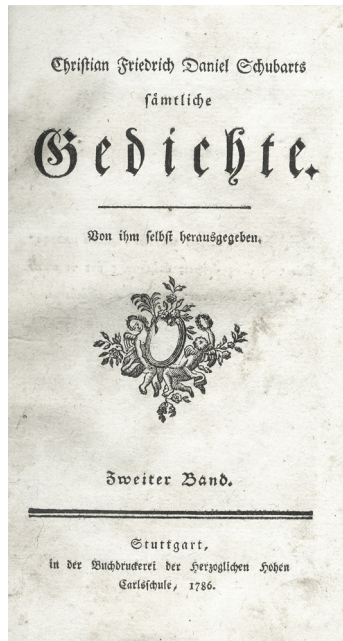 Christian Friedrich Daniel Schubarts
sämtliche
Gedichte.
Von ihm selbst herausgegeben.
Zweiter Band.
Stuttgart,
in der Buchdruckerei der Herzoglichen Hohen
Carlsschule, 1786.